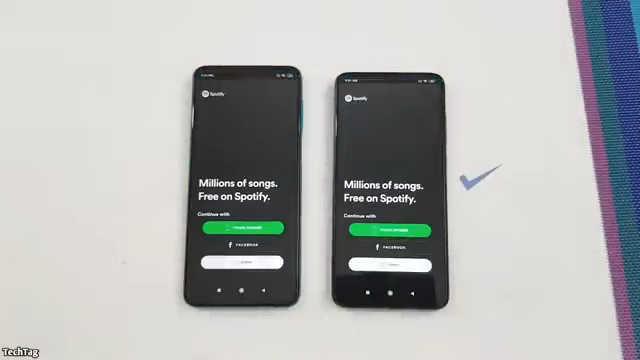 Spotify
Millions of songs.
Free on Spotify.
Continue with
FACEBOOK
Spotify
Millions of songs.
Free on Spotify.
Continue with
FACEBOOK
TechTag